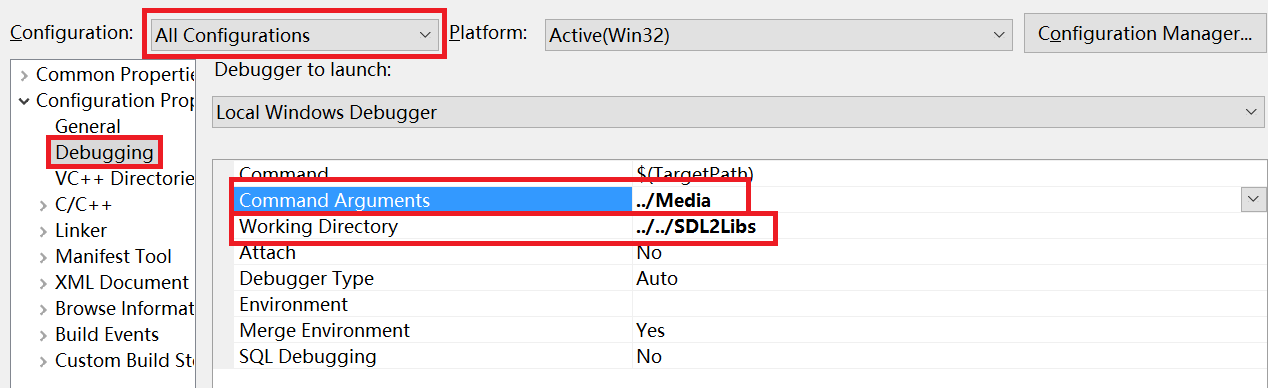 Configuration: All Configurations Platform: Active(Win32) Configuration Manager...
Common Propertie
Configuration Prop
General
Debugging
VC++ Directorie
C/C++
Linker
Manifest Tool
XML Document
Browse Informat
Build Events
Custom Build Ste
Debugger to launch:
Local Windows Debugger
Command $(TargetPath)
Command Arguments ../Media
Working Directory ../../SDL2Libs
Attach No
Debugger Type Auto
Environment
Merge Environment Yes
SQL Debugging No